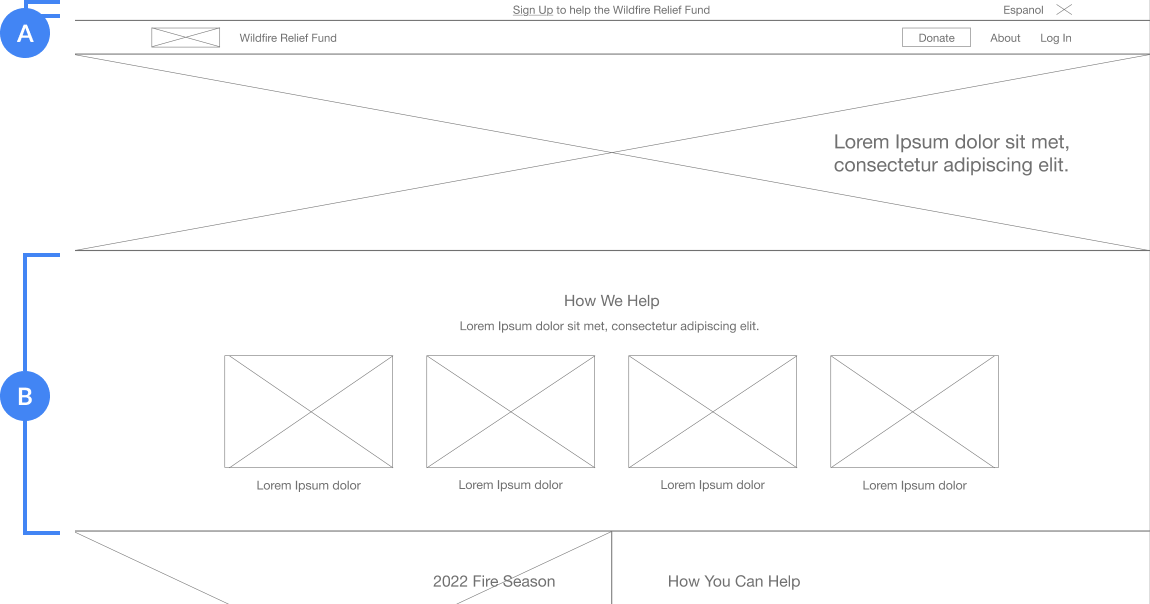 Sign Up to help the Wildfire Relief Fund
Espanol
A
Wildfire Relief Fund
Donate
About
Log In
Lorem Ipsum dolor sit met,
consectetur adipiscing elit.
B
How We Help
Lorem Ipsum dolor sit met, consectetur adipiscing elit.
Lorem Ipsum dolor
Lorem Ipsum dolor
Lorem Ipsum dolor
Lorem Ipsum dolor
2022 Fire Season
How You Can Help